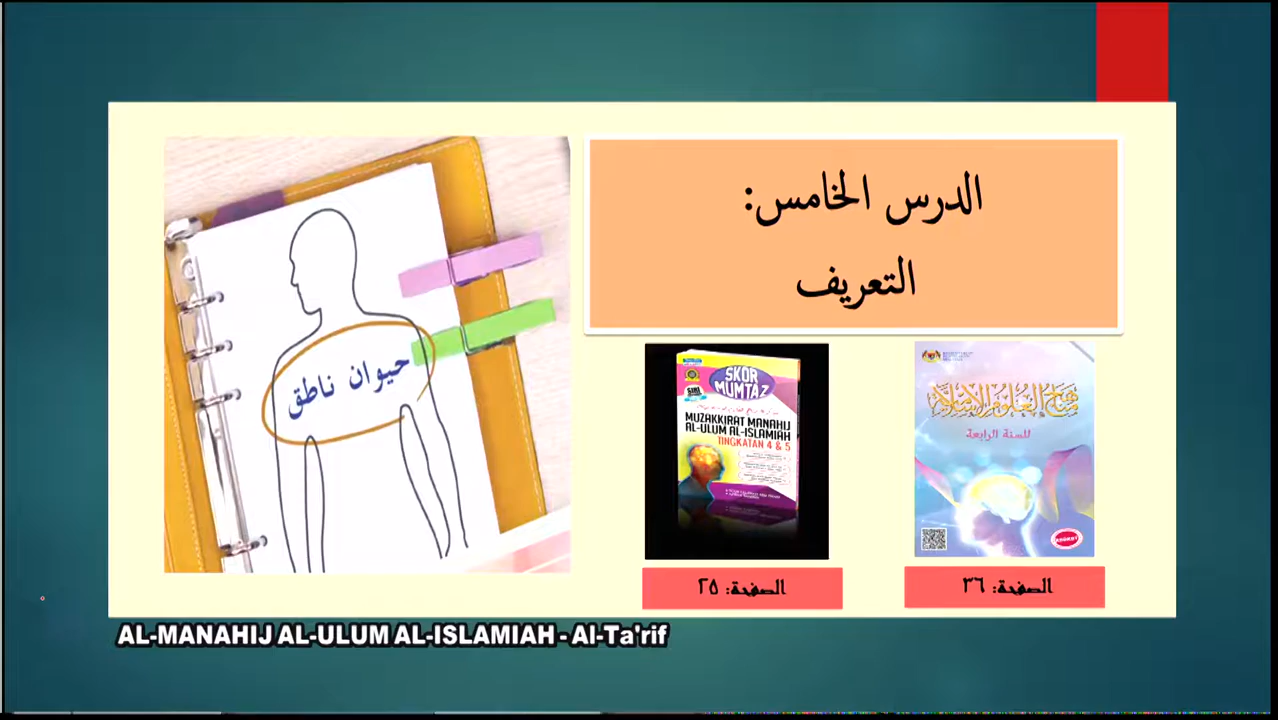 الدرس الخامس:
التعريف
حيوان ناطق
SKOR
MUMTAZ
MUZAKKIRAT MANAHIJ
AL-ULUM AL-ISLAMIAH
TINGKATAN 4 & 5
مناهج العلوم الإسلامية
للسنة الرابعة
الصفحة: ٢٥
الصفحة: ٣٦
AL-MANAHIJ AL-ULUM AL-ISLAMIAH - Al-Ta'rif